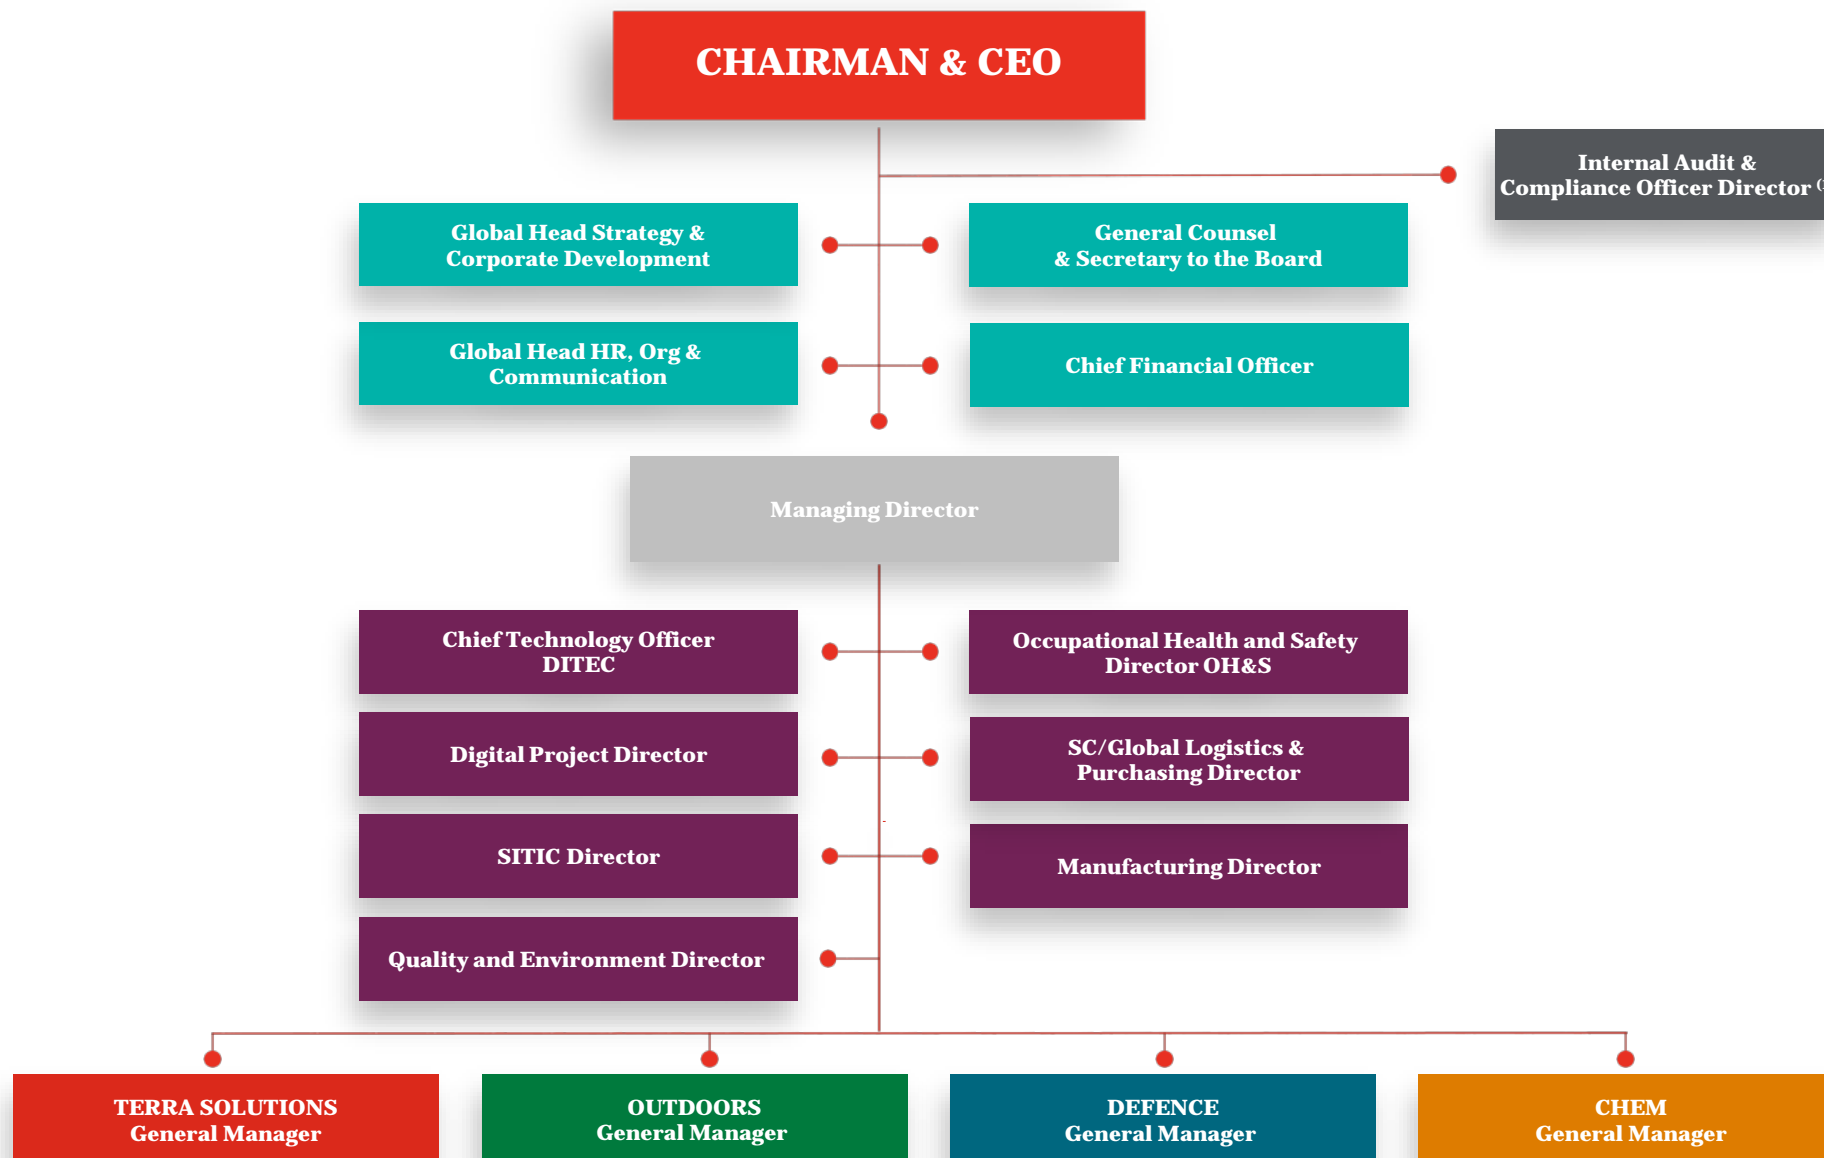 CHAIRMAN & CEO
Internal Audit &
Compliance Officer Director
Global Head Strategy &
Corporate Development
General Counsel
& Secretary to the Board
Global Head HR, Org &
Communication
Chief Financial Officer
Managing Director
Chief Technology Officer
DITEC
Occupational Health and Safety
Director OH&S
Digital Project Director
SC/Global Logistics &
Purchasing Director
SITIC Director
Manufacturing Director
Quality and Environment Director
TERRA SOLUTIONS
General Manager
OUTDOORS
General Manager
DEFENCE
General Manager
CHEM
General Manager